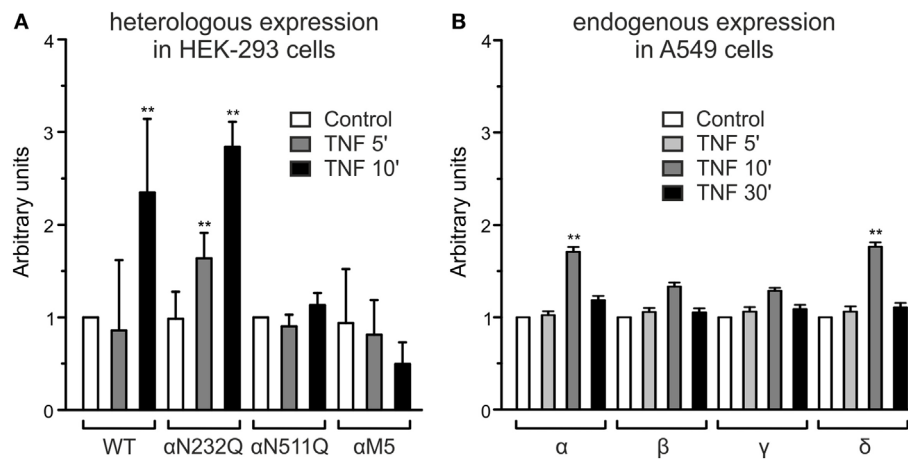 A heterologous expression
in HEK-293 cells
4
3
2
1
0
Arbitrary units
Control
TNF 5'
TNF 10'
**
**
**
WT αN232Q αN511Q αM5
B endogenous expression
in A549 cells
4
3
2
1
0
Arbitrary units
Control
TNF 5'
TNF 10'
TNF 30'
**
**
α β γ δ